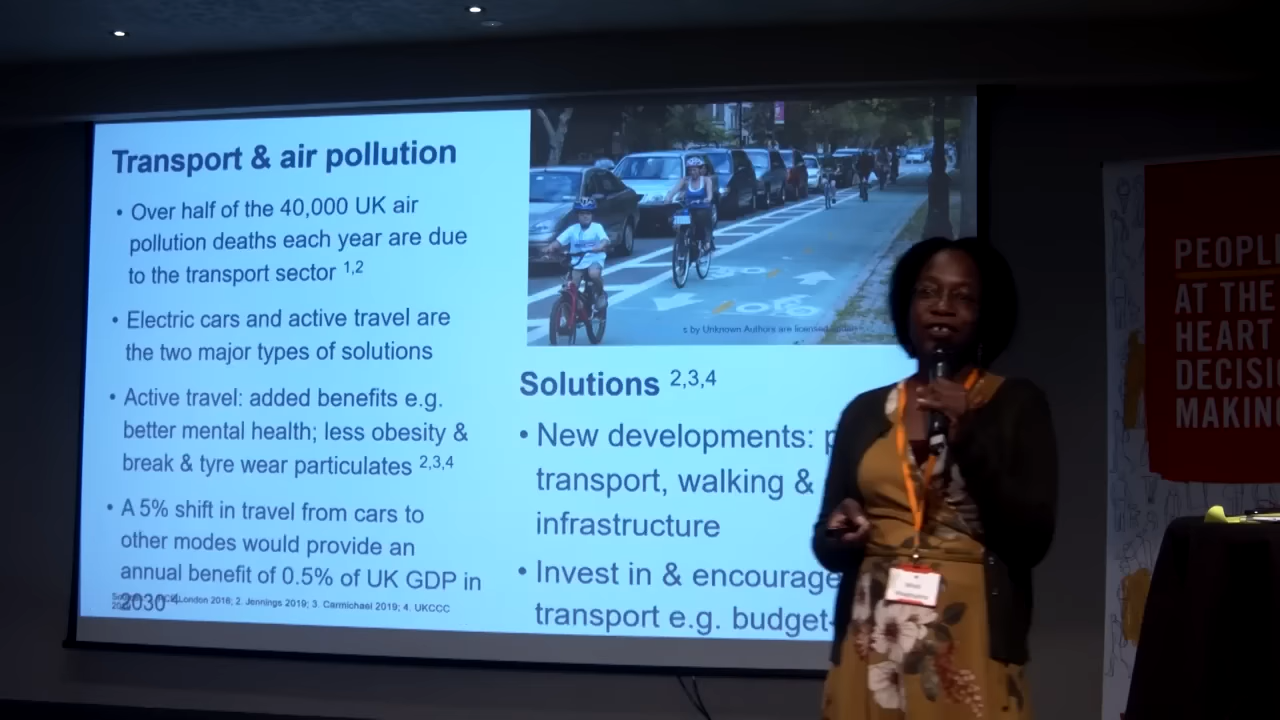 Transport & air pollution
• Over half of the 40,000 UK air
pollution deaths each year are due
to the transport sector 1,2
• Electric cars and active travel are
the two major types of solutions
• Active travel: added benefits e.g.
better mental health; less obesity &
break & tyre wear particulates 2,3,4
• A 5% shift in travel from cars to
other modes would provide an
annual benefit of 0.5% of UK GDP in
2030 4
London 2016; 2. Jennings 2019; 3. Carmichael 2019; 4. UKCCC
s by Unknown Authors are licensed
Solutions 2,3,4
• New developments: p
transport, walking &
infrastructure
• Invest in & encourage
transport e.g. budget
PEOPLE
AT THE
HEART
DECISI
MAKING